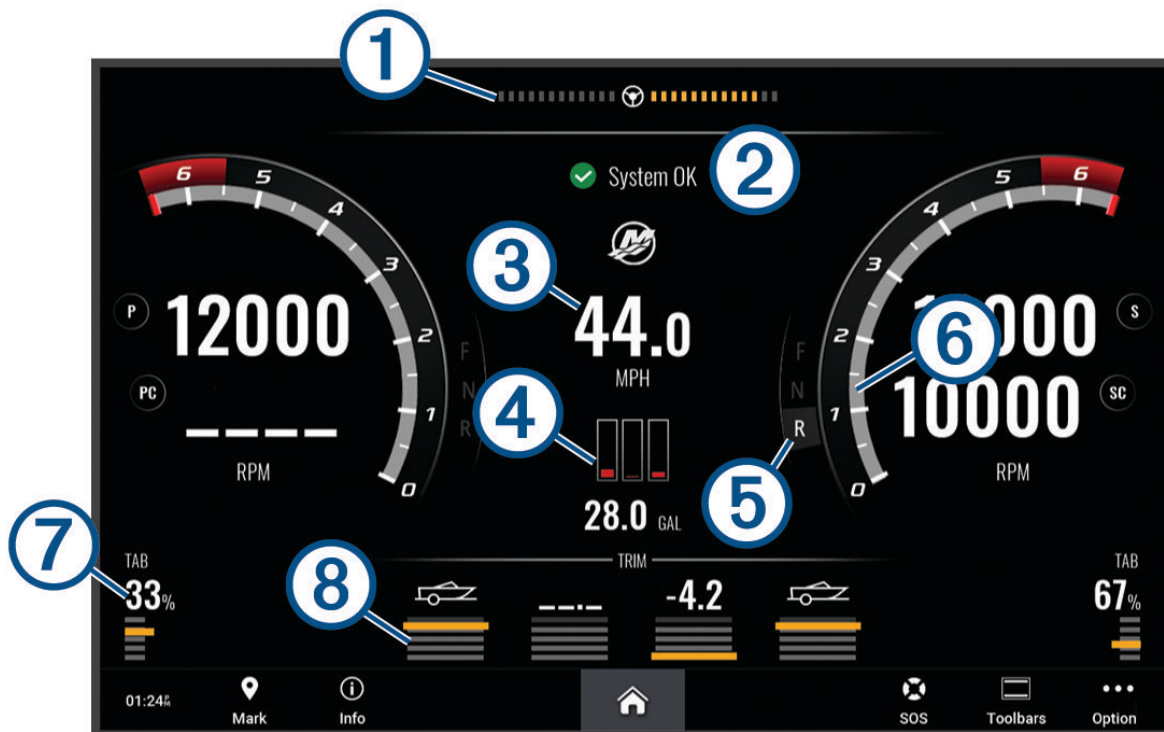 1
2
System OK
3
44.0
MPH
4
28.0 GAL
6 5 4 3 2 1 0
P
12000
PC
----
RPM
F
N
R
5 6 4 3 2 1 0
F
N
R
5
6
S
10000
SC
RPM
7
TAB
33%
8
TRIM
--.-
-4.2
TAB
67%
01:24 PM
Mark
Info
SOS
Toolbars
Option